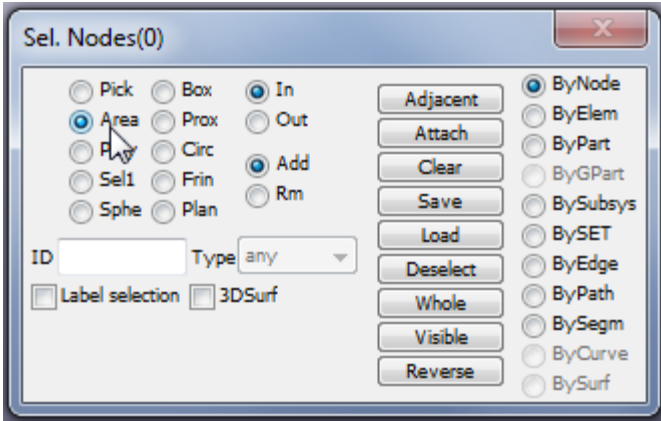 Sel. Nodes(0)
Pick Box In
Area Prox Out
Circ
Sel1 Frin Add
Sphe Plan Rm
ID Type any
Label selection 3DSurf
Adjacent
Attach
Clear
Save
Load
Deselect
Whole
Visible
Reverse
ByNode
ByElem
ByPart
ByGPart
BySubsys
BySET
ByEdge
ByPath
BySegm
ByCurve
BySurf